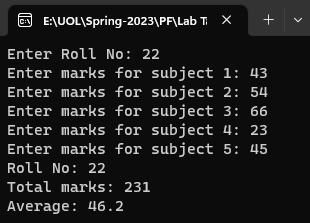 E:\UOL\Spring-2023\PF\Lab Ta
Enter Roll No: 22
Enter marks for subject 1: 43
Enter marks for subject 2: 54
Enter marks for subject 3: 66
Enter marks for subject 4: 23
Enter marks for subject 5: 45
Roll No: 22
Total marks: 231
Average: 46.2